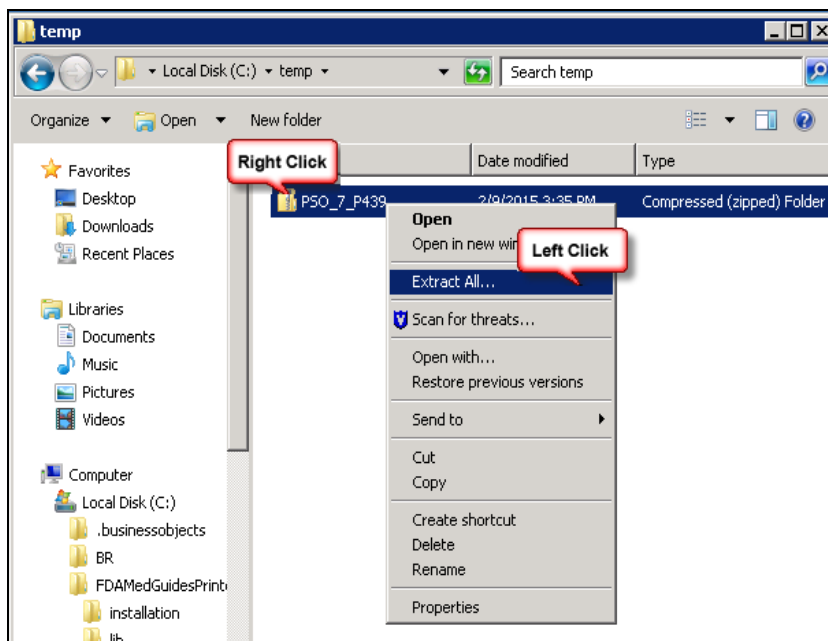 temp
Local Disk (C:) temp
Search temp
Organize Open New folder
Date modified Type
Right Click
PSO_7_P439 2/9/2015 3:35 PM Compressed (zipped) Folder
Favorites
Desktop
Downloads
Recent Places
Libraries
Documents
Music
Pictures
Videos
Computer
Local Disk (C:)
.businessobjects
BR
FDAMedGuidesPrint
installation
lib
Open
Open in new
Left Click
Extract All...
Scan for threats...
Open with...
Restore previous versions
Send to
Cut
Copy
Create shortcut
Delete
Rename
Properties